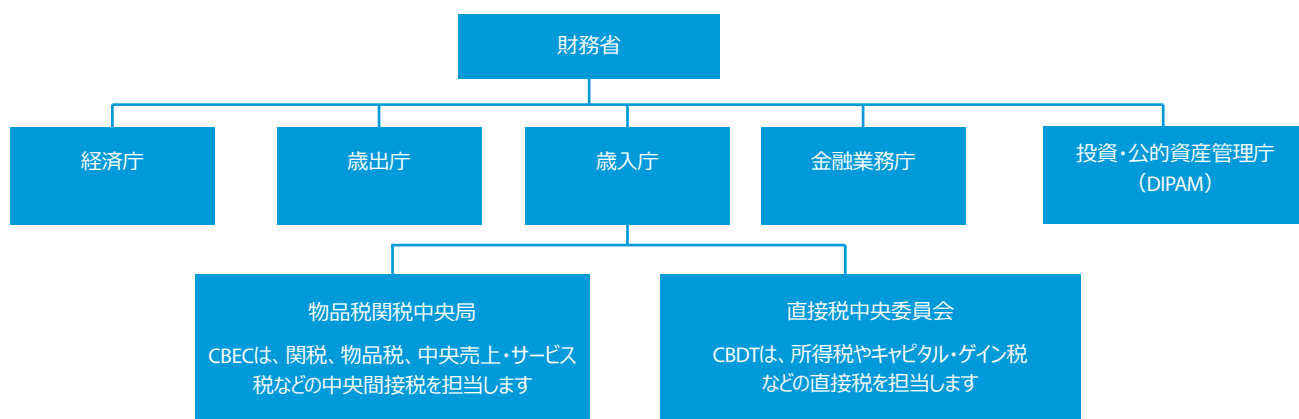 財務省
経済庁
歳出庁
歳入庁
金融業務庁
投資・公的資産管理庁
（DIPAM）
物品税関税中央局
CBECは、関税、物品税、中央売上・サービス
税などの中央間接税を担当します
直接税中央委員会
CBDTは、所得税やキャピタル・ゲイン税
などの直接税を担当します